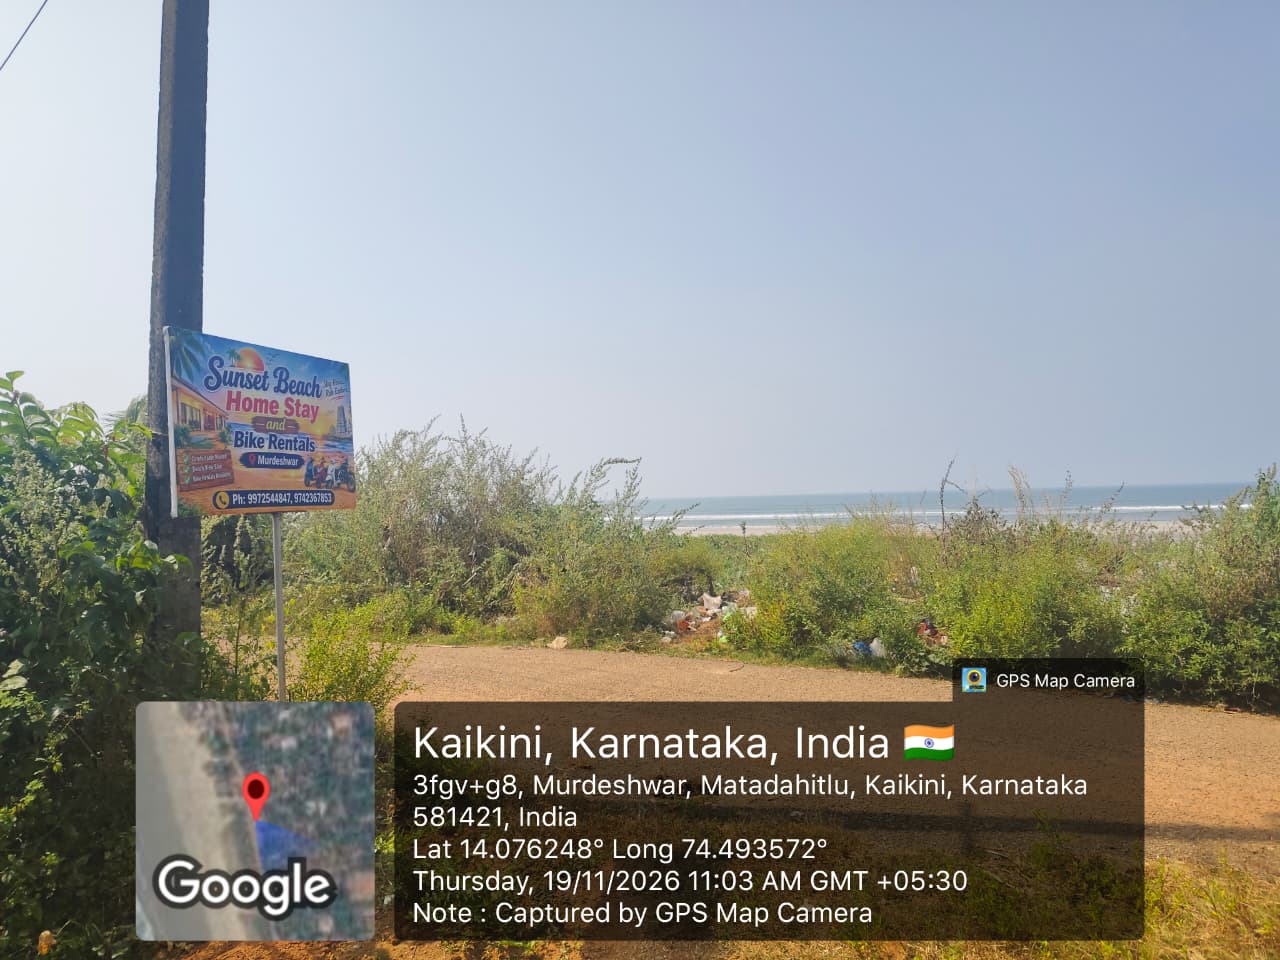 Sunset Beach
Home Stay
and
Bike Rentals
Murdeshwar
Ph: 9972544847, 9742367853
GPS Map Camera
Kaikini, Karnataka, India
3fgv+g8, Murdeshwar, Matadahitlu, Kaikini, Karnataka
581421, India
Lat 14.076248° Long 74.493572°
Thursday, 19/11/2026 11:03 AM GMT +05:30
Note : Captured by GPS Map Camera
Google